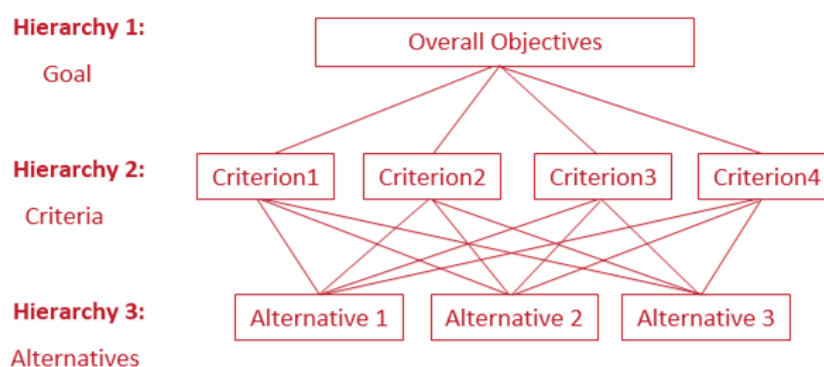 Hierarchy 1:
Goal
Overall Objectives
Hierarchy 2:
Criteria
Criterion1
Criterion2
Criterion3
Criterion4
Hierarchy 3:
Alternatives
Alternative 1
Alternative 2
Alternative 3